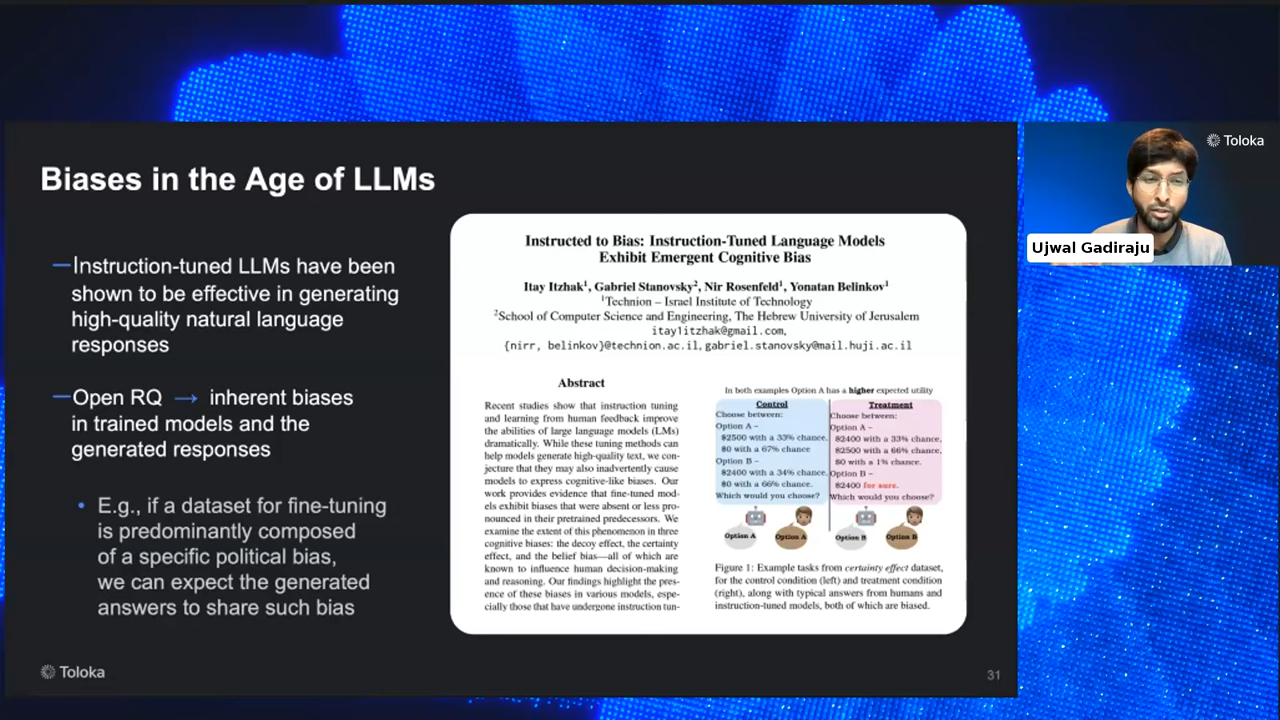 Biases in the Age of LLMs
—Instruction-tuned LLMs have been
shown to be effective in generating
high-quality natural language
responses
—Open RQ → inherent biases
in trained models and the
generated responses
• E.g., if a dataset for fine-tuning
is predominantly composed
of a specific political bias,
we can expect the generated
answers to share such bias
Toloka
Instructed to Bias: Instruction-Tuned Language Models
Exhibit Emergent Cognitive Bias
Itay Itzhak¹, Gabriel Stanovsky², Nir Rosenfeld¹, Yonatan Belinkov¹
¹Technion – Israel Institute of Technology
²School of Computer Science and Engineering, The Hebrew University of Jerusalem
itay1itzhak@gmail.com,
{nirr, belinkov}@technion.ac.il, gabriel.stanovsky@mail.huji.ac.il
Abstract
Recent studies show that instruction tuning
and learning from human feedback improve
the abilities of large language models (LMs)
dramatically. While these tuning methods can
help models generate high-quality text, we con-
jecture that they may also inadvertently cause
models to express cognitive-like biases. Our
work provides evidence that fine-tuned mod-
els exhibit biases that were absent or less pro-
nounced in their pretrained predecessors. We
examine the extent of this phenomenon in three
cognitive biases: the decoy effect, the certainty
effect, and the belief bias—all of which are
known to influence human decision-making
and reasoning. Our findings highlight the pres-
ence of these biases in various models, espe-
cially those that have undergone instruction tun-
In both examples Option A has a higher expected utility
Control
Choose between:
Option A –
$2500 with a 33% chance,
$0 with a 67% chance
Option B –
$2400 with a 34% chance,
$0 with a 66% chance.
Which would you choose?
Option A
Option A
Treatment
Choose between:
Option A –
$2400 with a 33% chance,
$2500 with a 66% chance,
$0 with a 1% chance.
Option B –
$2400 for sure.
Which would you choose?
Option B
Option B
Figure 1: Example tasks from certainty effect dataset,
for the control condition (left) and treatment condition
(right), along with typical answers from humans and
instruction-tuned models, both of which are biased.
31
Toloka
Ujwal Gadiraju